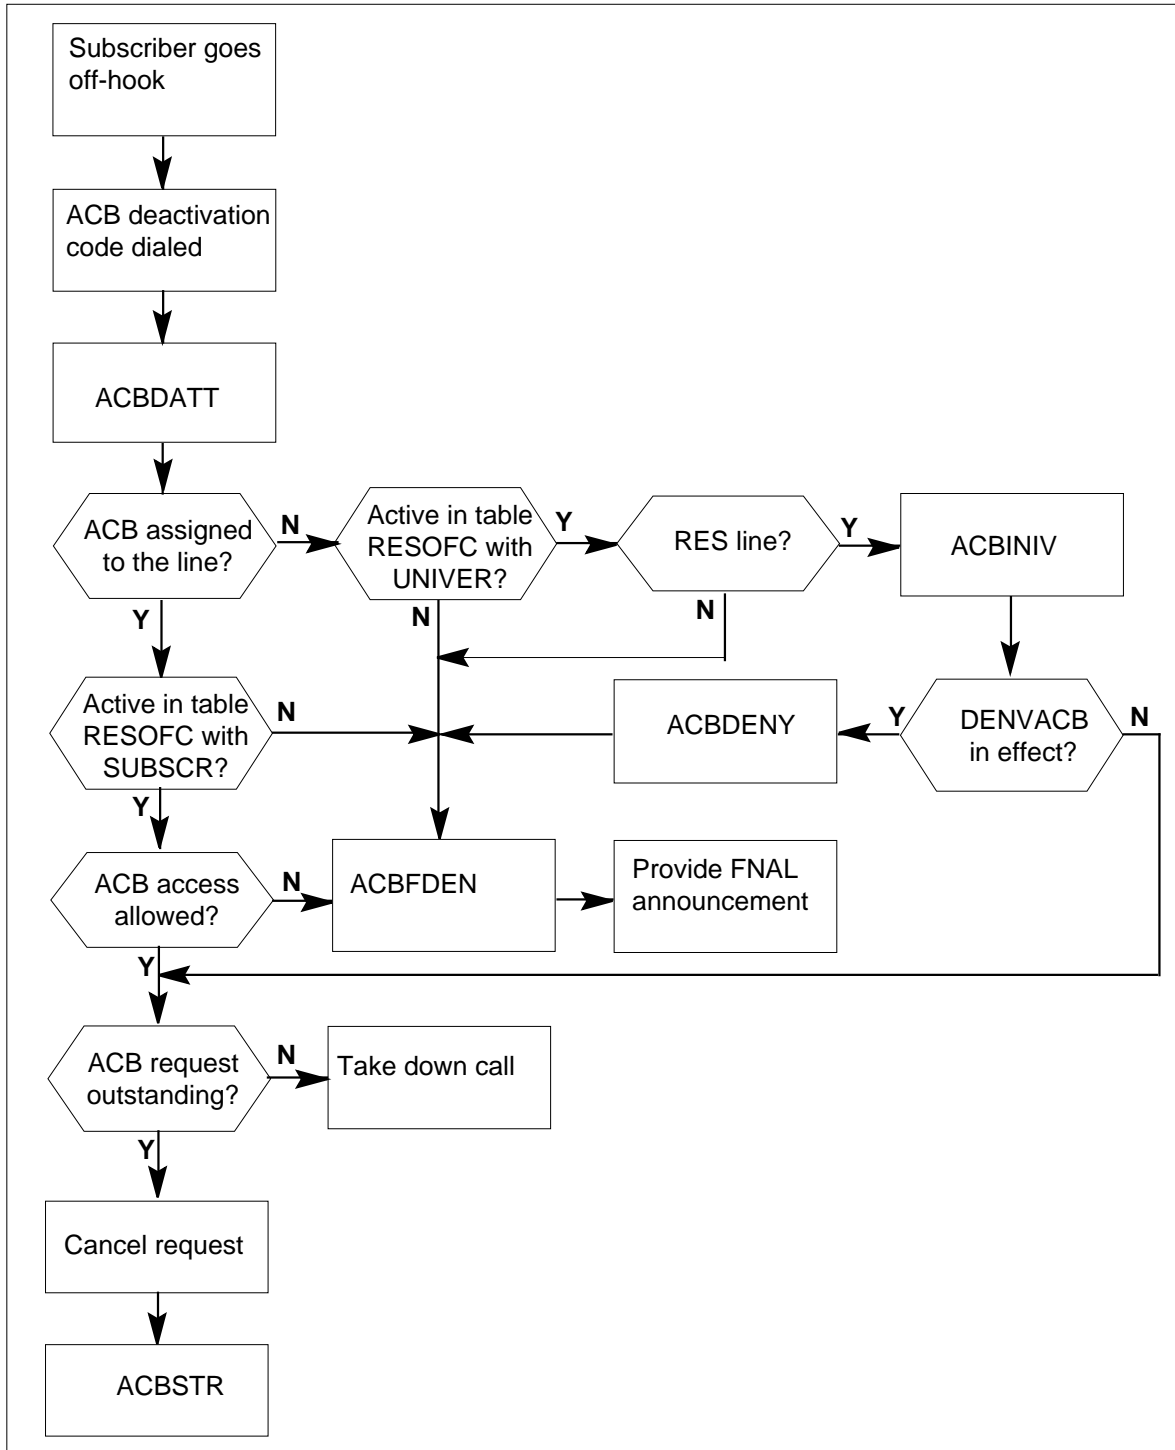 Subscriber goes
off-hook
ACB deactivation
code dialed
ACBDATT
ACB assigned
to the line?
N
Active in table
RESOFC with
UNIVER?
Y
RES line?
Y
ACBINIV
Y
N
N
Active in table
RESOFC with
SUBSCR?
N
ACBDENY
Y
DENVACB
in effect?
N
Y
ACB access
allowed?
N
ACBFDEN
Provide FNAL
announcement
Y
ACB request
outstanding?
N
Take down call
Y
Cancel request
ACBSTR